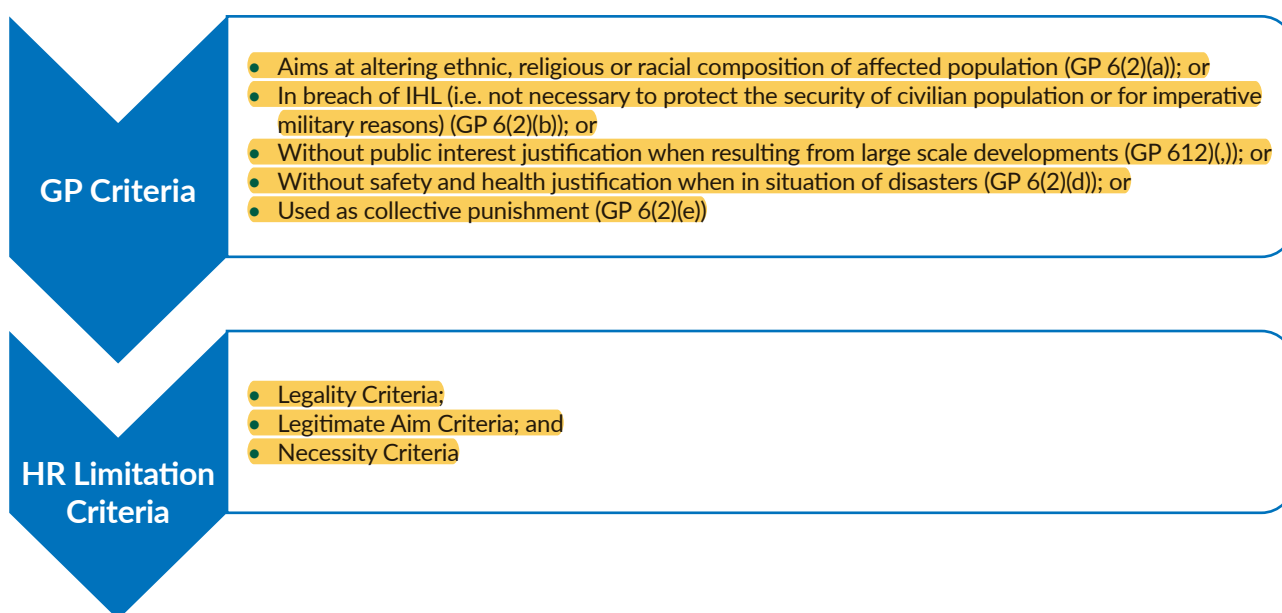 GP Criteria
• Aims at altering ethnic, religious or racial composition of affected population (GP 6(2)(a)); or
• In breach of IHL (i.e. not necessary to protect the security of civilian population or for imperative
military reasons) (GP 6(2)(b)); or
• Without public interest justification when resulting from large scale developments (GP 612)(,)); or
• Without safety and health justification when in situation of disasters (GP 6(2)(d)); or
• Used as collective punishment (GP 6(2)(e))
HR Limitation
Criteria
• Legality Criteria;
• Legitimate Aim Criteria; and
• Necessity Criteria